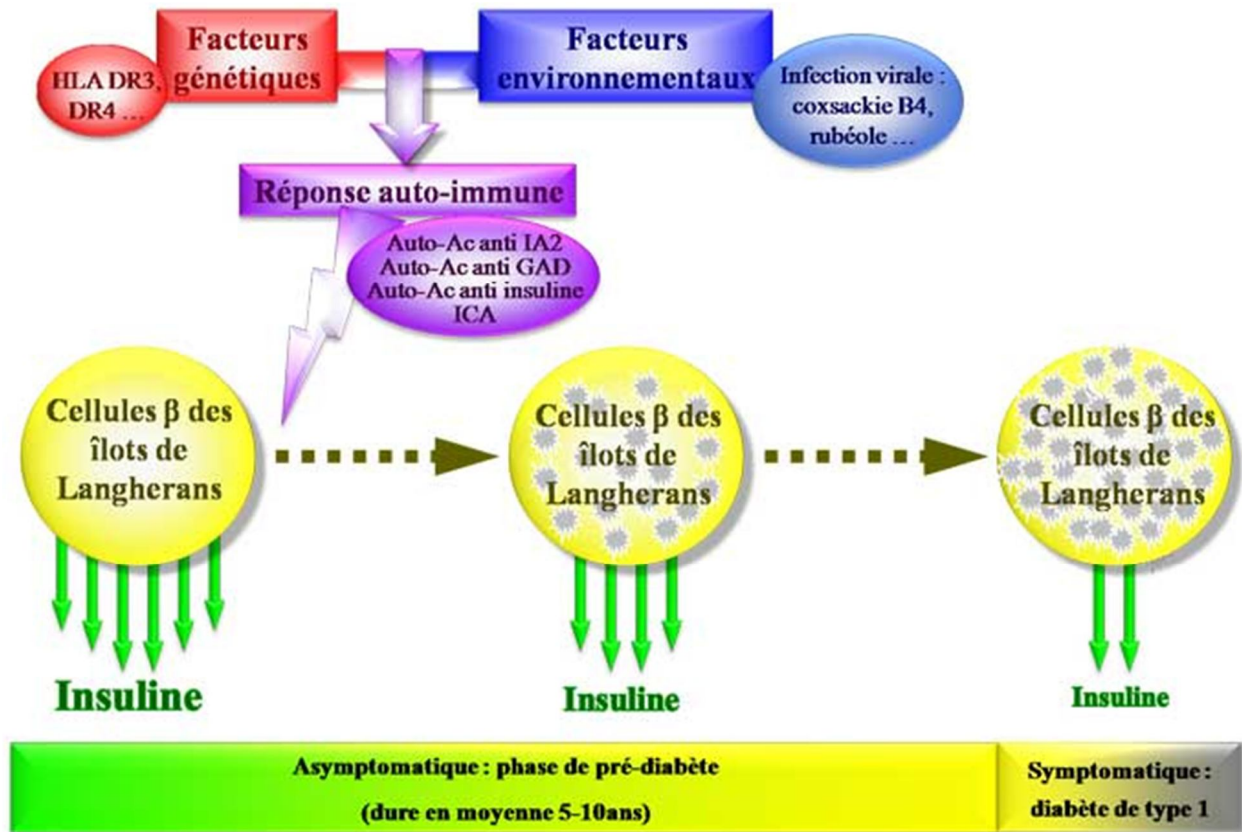 Facteurs
génétiques
HLA DR3,
DR4 ...
Facteurs
environnementaux
Infection virale :
coxsackie B4,
rubéole ...
Réponse auto-immune
Auto-Ac anti IA2
Auto-Ac anti GAD
Auto-Ac anti insuline
ICA
Cellules β des
îlots de
Langherans
Cellules β des
îlots de
Langherans
Cellules β des
îlots de
Langherans
Insuline
Insuline
Insuline
Asymptomatique : phase de pré-diabète
(dure en moyenne 5-10ans)
Symptomatique :
diabète de type 1